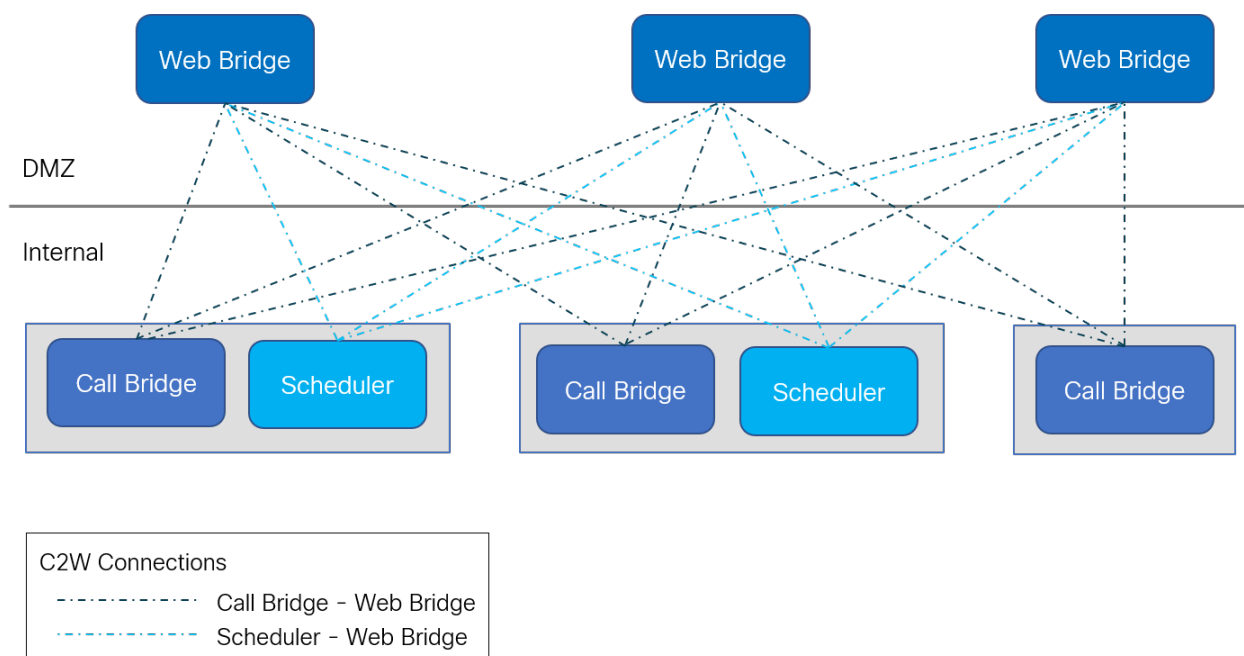 Web Bridge
Web Bridge
Web Bridge
DMZ
Internal
Call Bridge
Scheduler
Call Bridge
Scheduler
Call Bridge
C2W Connections
Call Bridge - Web Bridge
Scheduler - Web Bridge